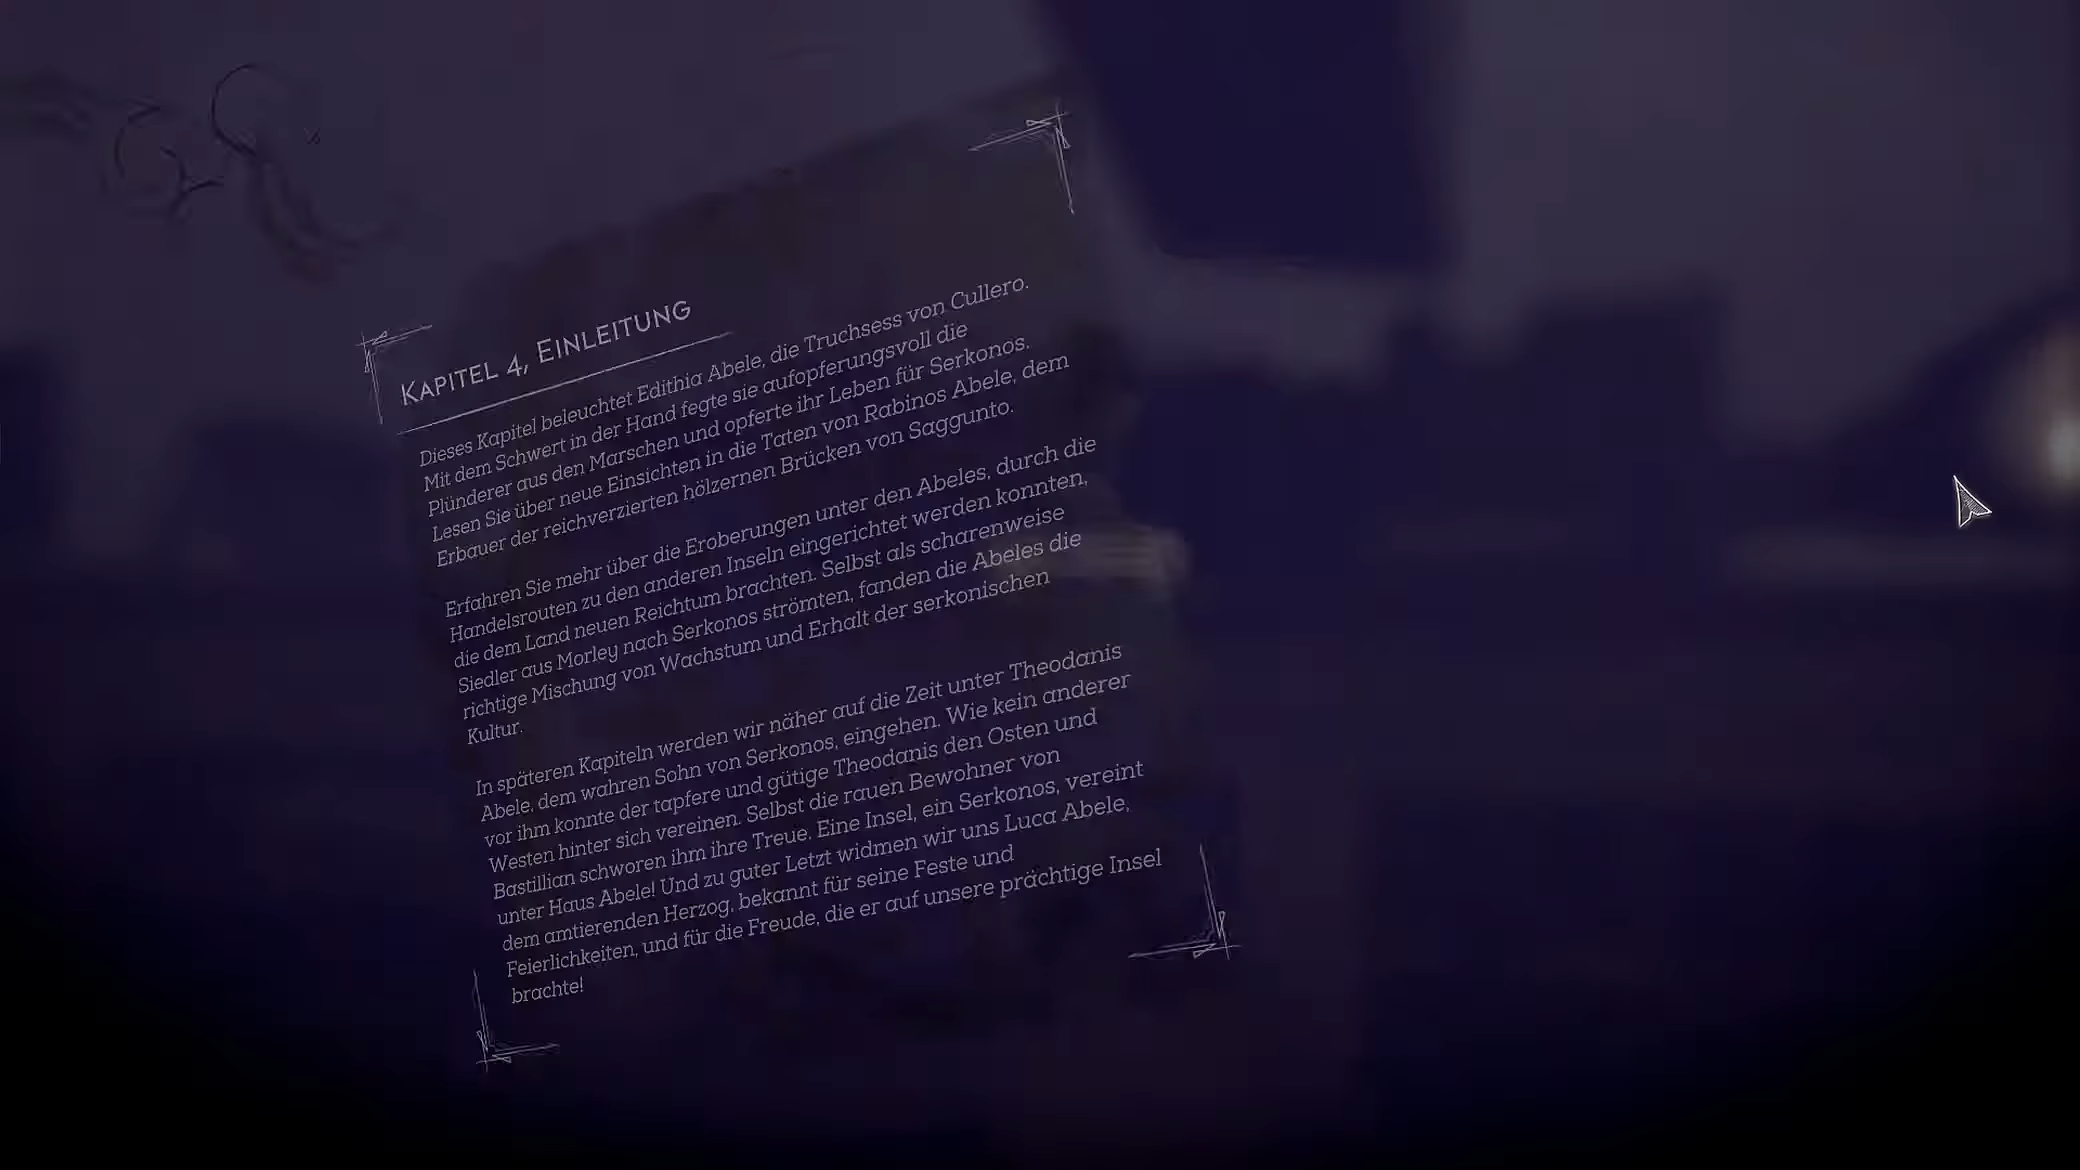 Kapitel 4, Einleitung
Dieses Kapitel beleuchtet Edithia Abele, die Truchsess von Cullero.
Mit dem Schwert in der Hand fegte sie aufopferungsvoll die
Plünderer aus den Marschen und opferte ihr Leben für Serkonos.
Lesen Sie über neue Einsichten in die Taten von Rabinos Abele, dem
Erbauer der reichverzierten hölzernen Brücken von Saggunto.
Erfahren Sie mehr über die Eroberungen unter den Abeles, durch die
Handelsrouten zu den anderen Inseln eingerichtet werden konnten,
die dem Land neuen Reichtum brachten. Selbst als scharenweise
Siedler aus Morley nach Serkonos strömten, fanden die Abeles die
richtige Mischung von Wachstum und Erhalt der serkonischen
Kultur.
In späteren Kapiteln werden wir näher auf die Zeit unter Theodanis
Abele, dem wahren Sohn von Serkonos, eingehen. Wie kein anderer
vor ihm konnte der tapfere und gütige Theodanis den Osten und
Westen hinter sich vereinen. Selbst die rauen Bewohner von
Bastillian schworen ihm ihre Treue. Eine Insel, ein Serkonos, vereint
unter Haus Abele! Und zu guter Letzt widmen wir uns Luca Abele,
dem amtierenden Herzog, bekannt für seine Feste und
Feierlichkeiten, und für die Freude, die er auf unsere prächtige Insel
brachte!